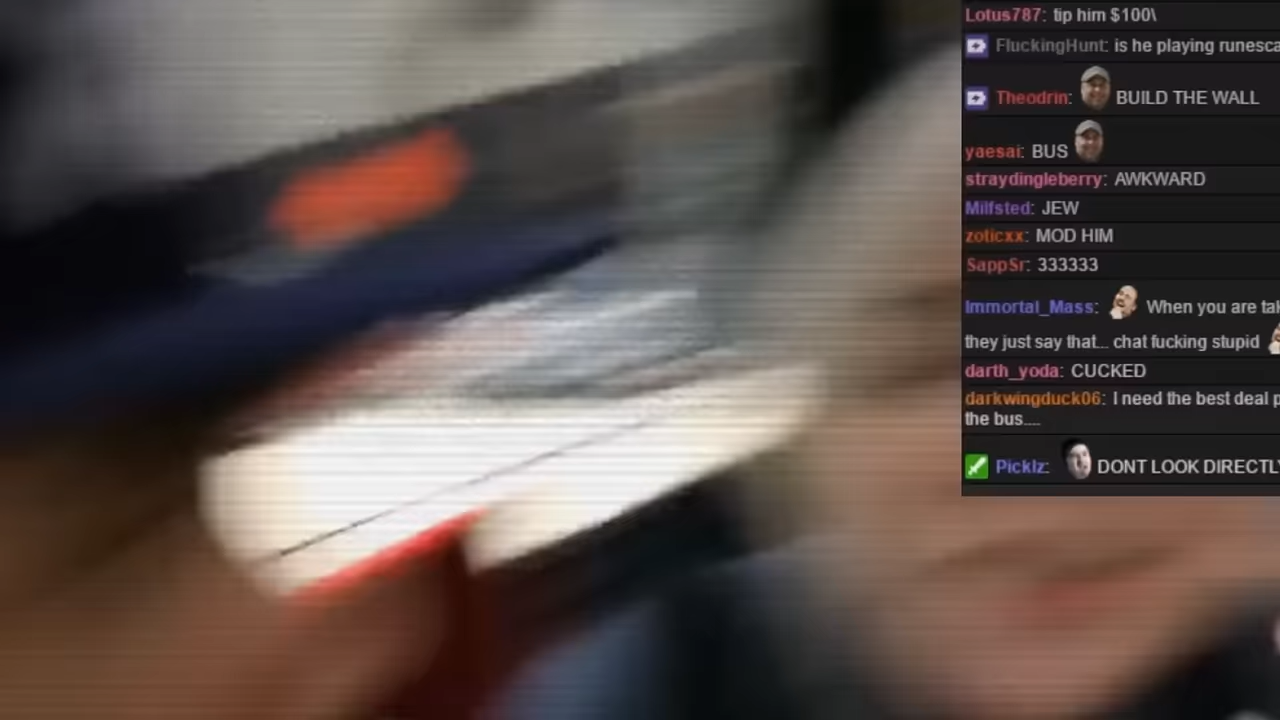 Lotus787: tip him $100\
FluckingHunt: is he playing runesca
Theodrin: BUILD THE WALL
yaesai: BUS
straydingleberry: AWKWARD
Milfsted: JEW
zoticxx: MOD HIM
SappSr: 333333
Immortal_Mass: When you are tal
they just say that... chat fucking stupid
darth_yoda: CUCKED
darkwingduck06: I need the best deal p
the bus....
Picklz: DONT LOOK DIRECTLY